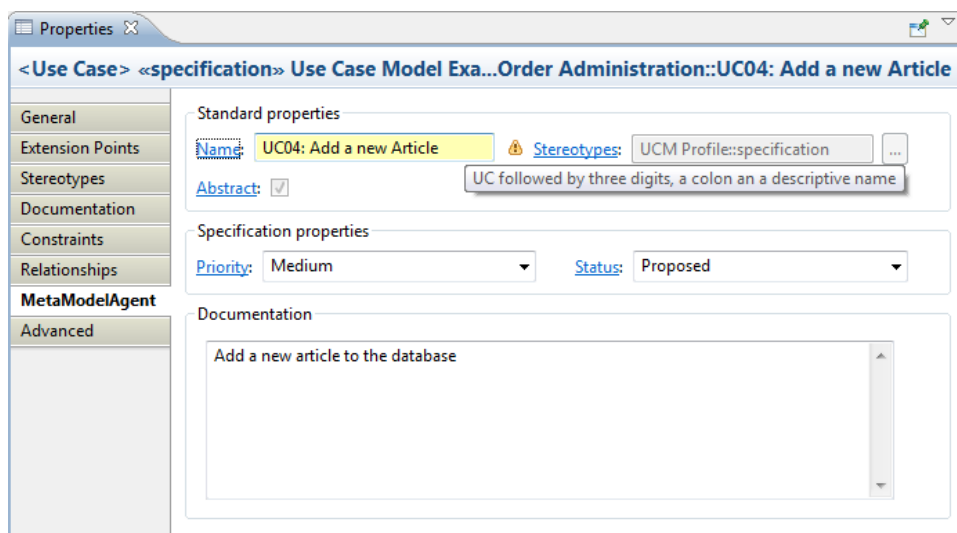 Properties
<Use Case> «specification» Use Case Model Exa...Order Administration::UC04: Add a new Article
General
Extension Points
Stereotypes
Documentation
Constraints
Relationships
MetaModelAgent
Advanced
Standard properties
Name: UC04: Add a new Article Stereotypes: UCM Profile::specification ...
Abstract:
UC followed by three digits, a colon an a descriptive name
Specification properties
Priority: Medium Status: Proposed
Documentation
Add a new article to the database